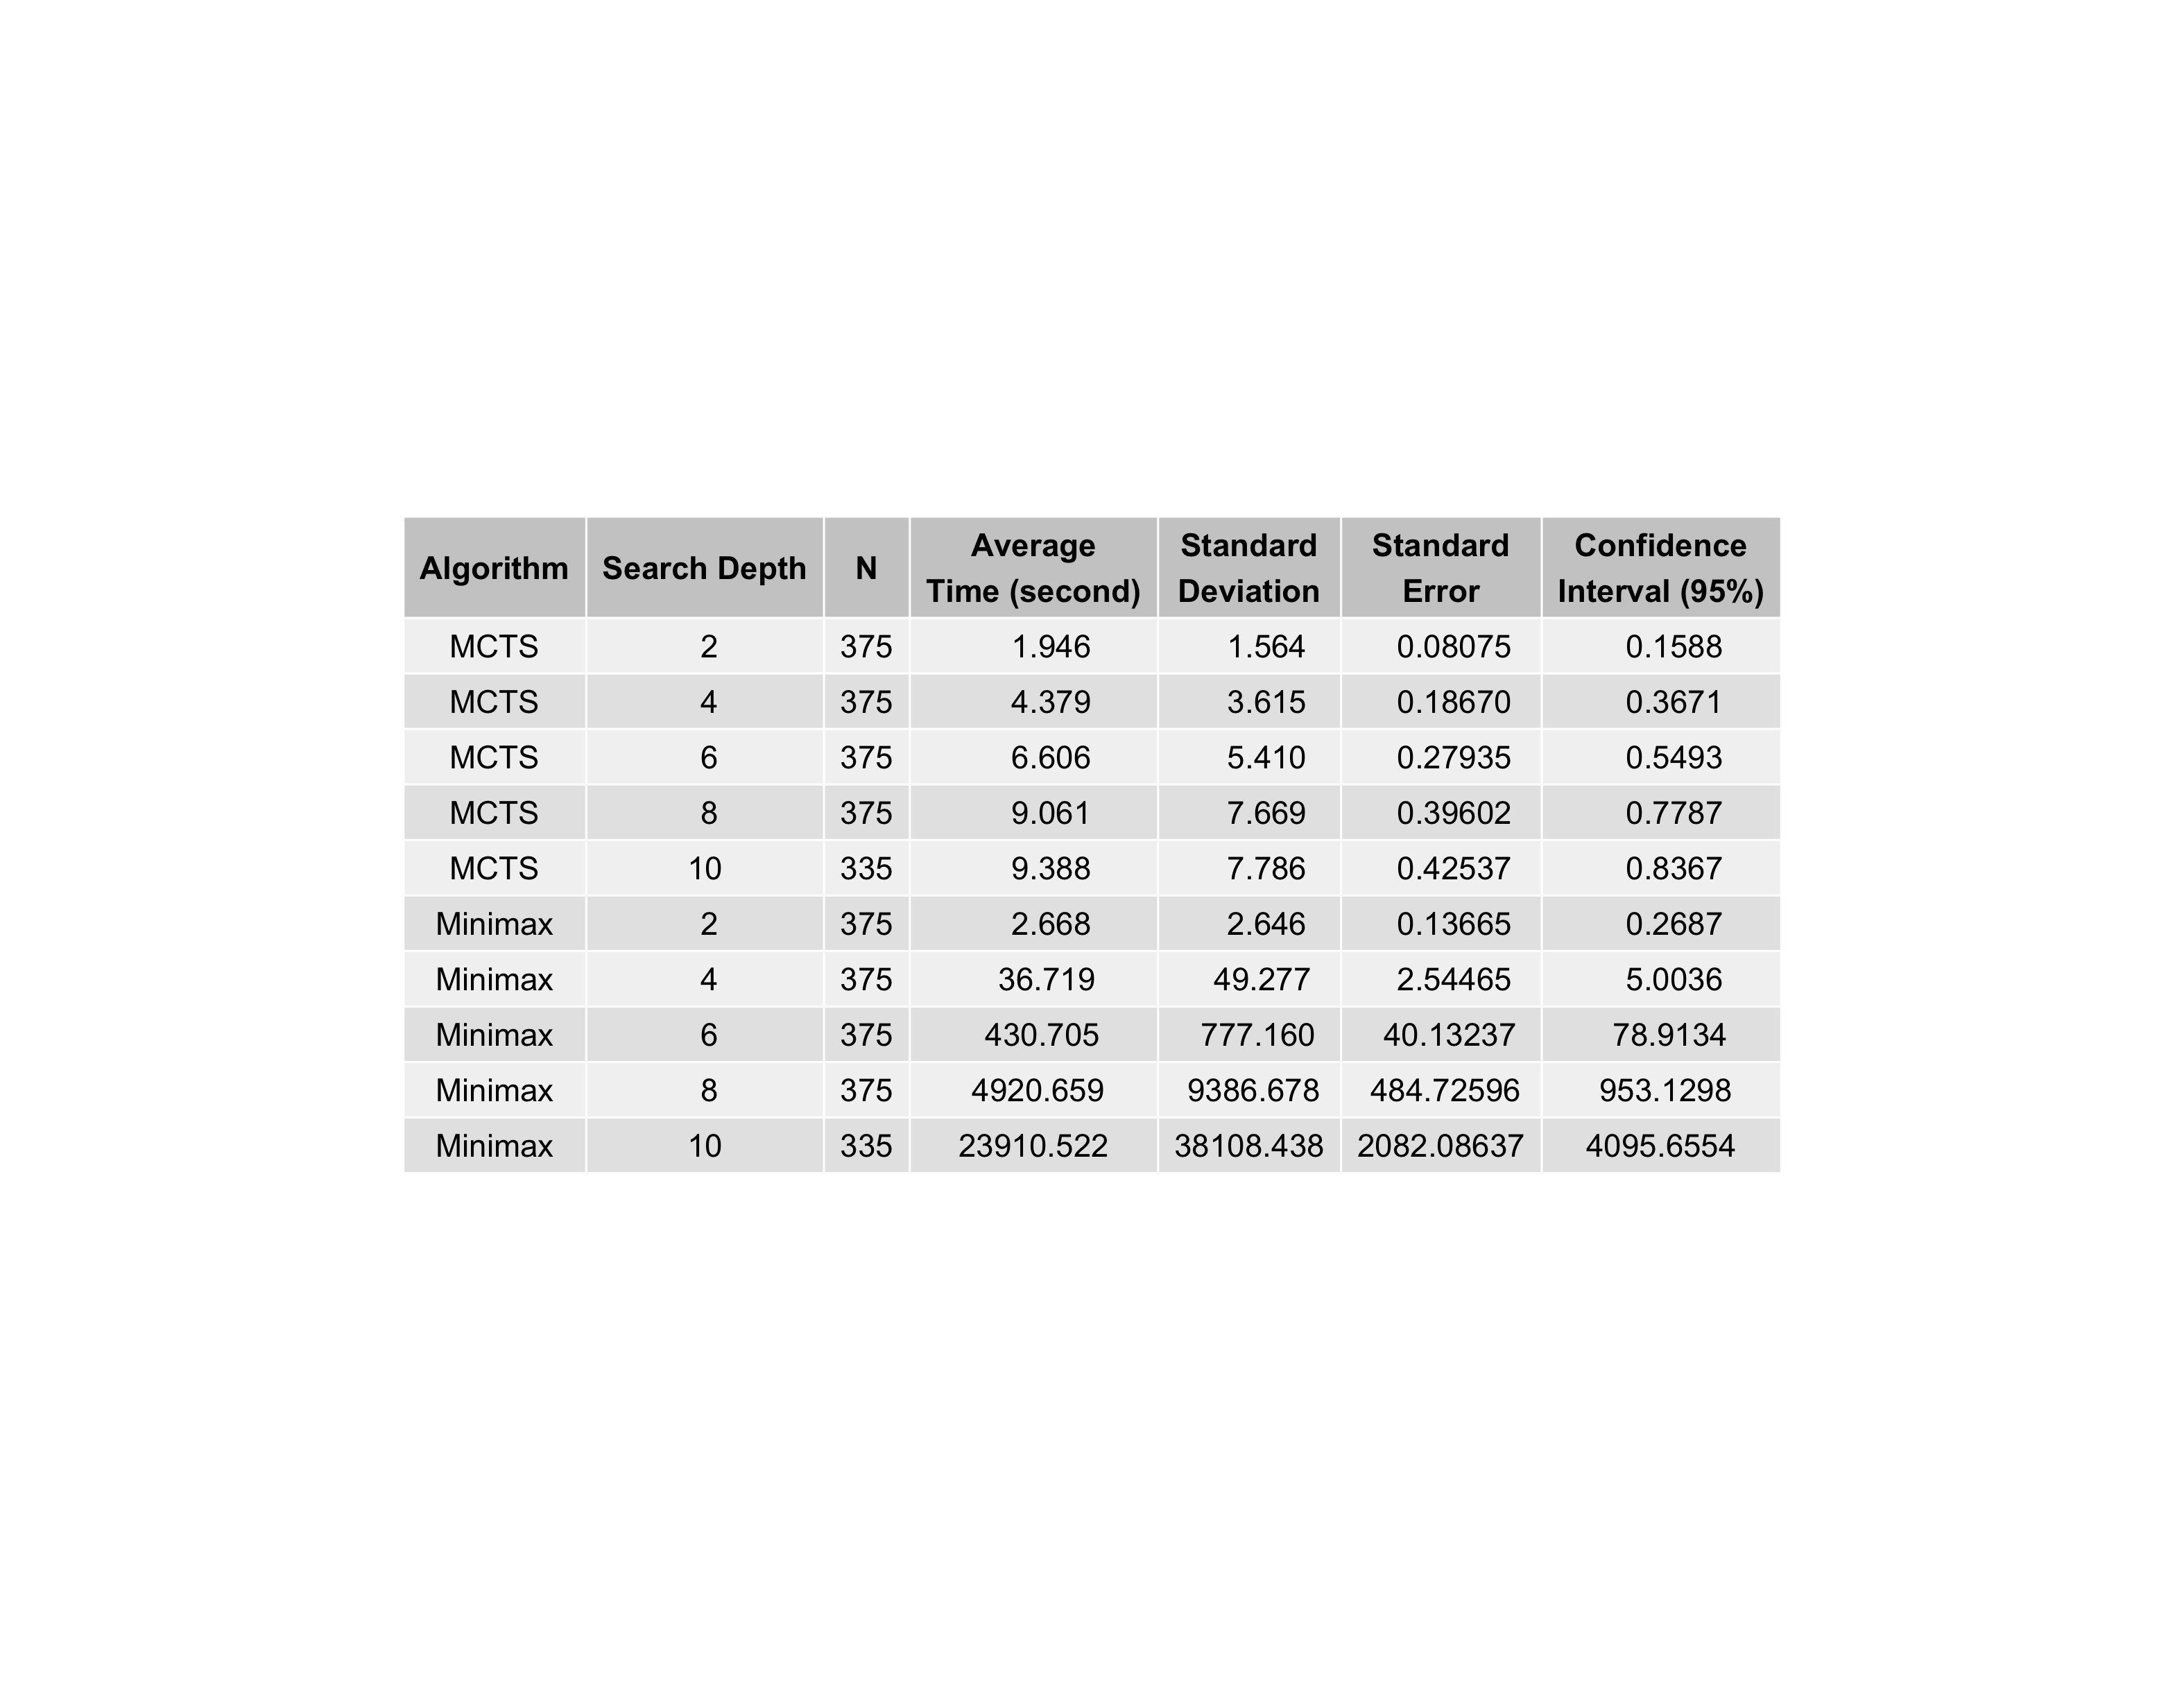 Algorithm Search Depth N Average Time (second) Standard Deviation Standard Error Confidence Interval (95%)
MCTS 2 375 1.946 1.564 0.08075 0.1588
MCTS 4 375 4.379 3.615 0.18670 0.3671
MCTS 6 375 6.606 5.410 0.27935 0.5493
MCTS 8 375 9.061 7.669 0.39602 0.7787
MCTS 10 335 9.388 7.786 0.42537 0.8367
Minimax 2 375 2.668 2.646 0.13665 0.2687
Minimax 4 375 36.719 49.277 2.54465 5.0036
Minimax 6 375 430.705 777.160 40.13237 78.9134
Minimax 8 375 4920.659 9386.678 484.72596 953.1298
Minimax 10 335 23910.522 38108.438 2082.08637 4095.6554